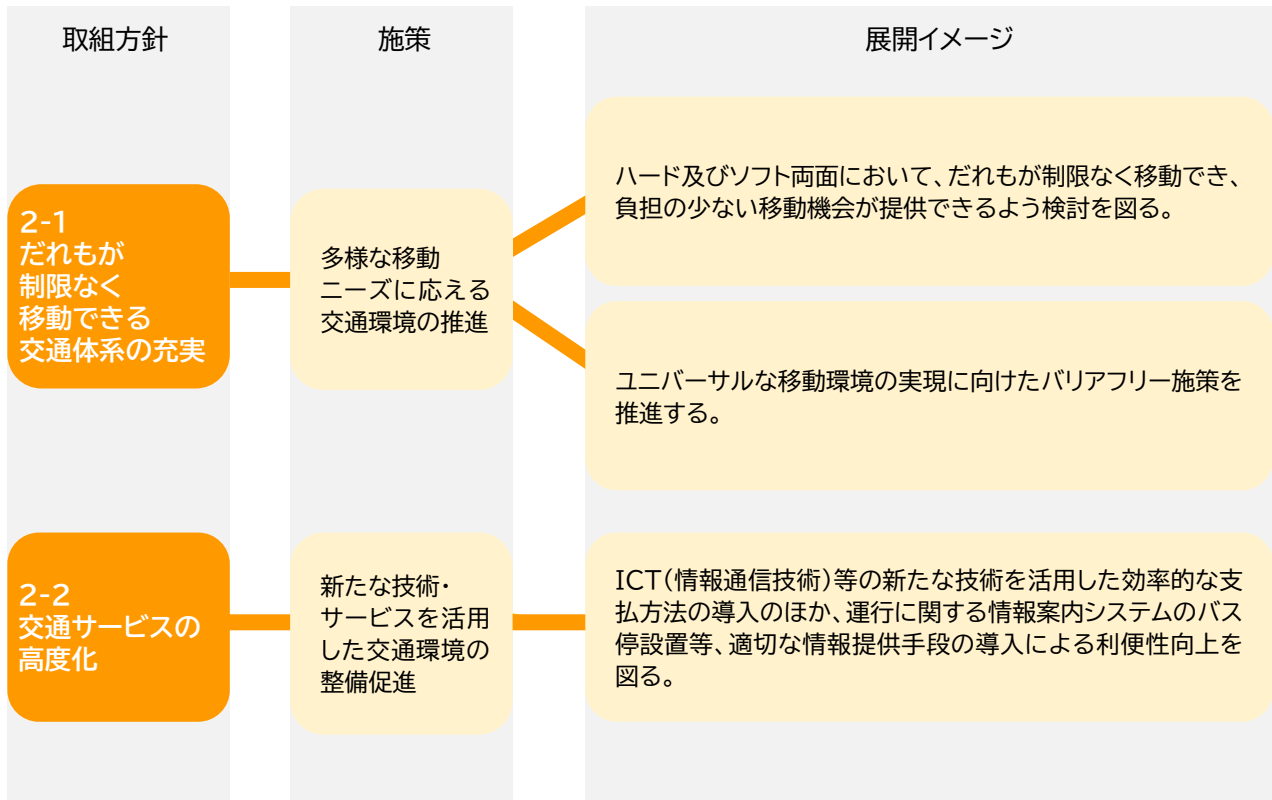 取組方針
施策
展開イメージ
2-1
だれもが
制限なく
移動できる
交通体系の充実
多様な移動
ニーズに応える
交通環境の推進
ハード及びソフト両面において、だれもが制限なく移動でき、
負担の少ない移動機会が提供できるよう検討を図る。
ユニバーサルな移動環境の実現に向けたバリアフリー施策を
推進する。
2-2
交通サービスの
高度化
新たな技術・
サービスを活用
した交通環境の
整備促進
ICT(情報通信技術)等の新たな技術を活用した効率的な支
払方法の導入のほか、運行に関する情報案内システムのバス
停設置等、適切な情報提供手段の導入による利便性向上を
図る。